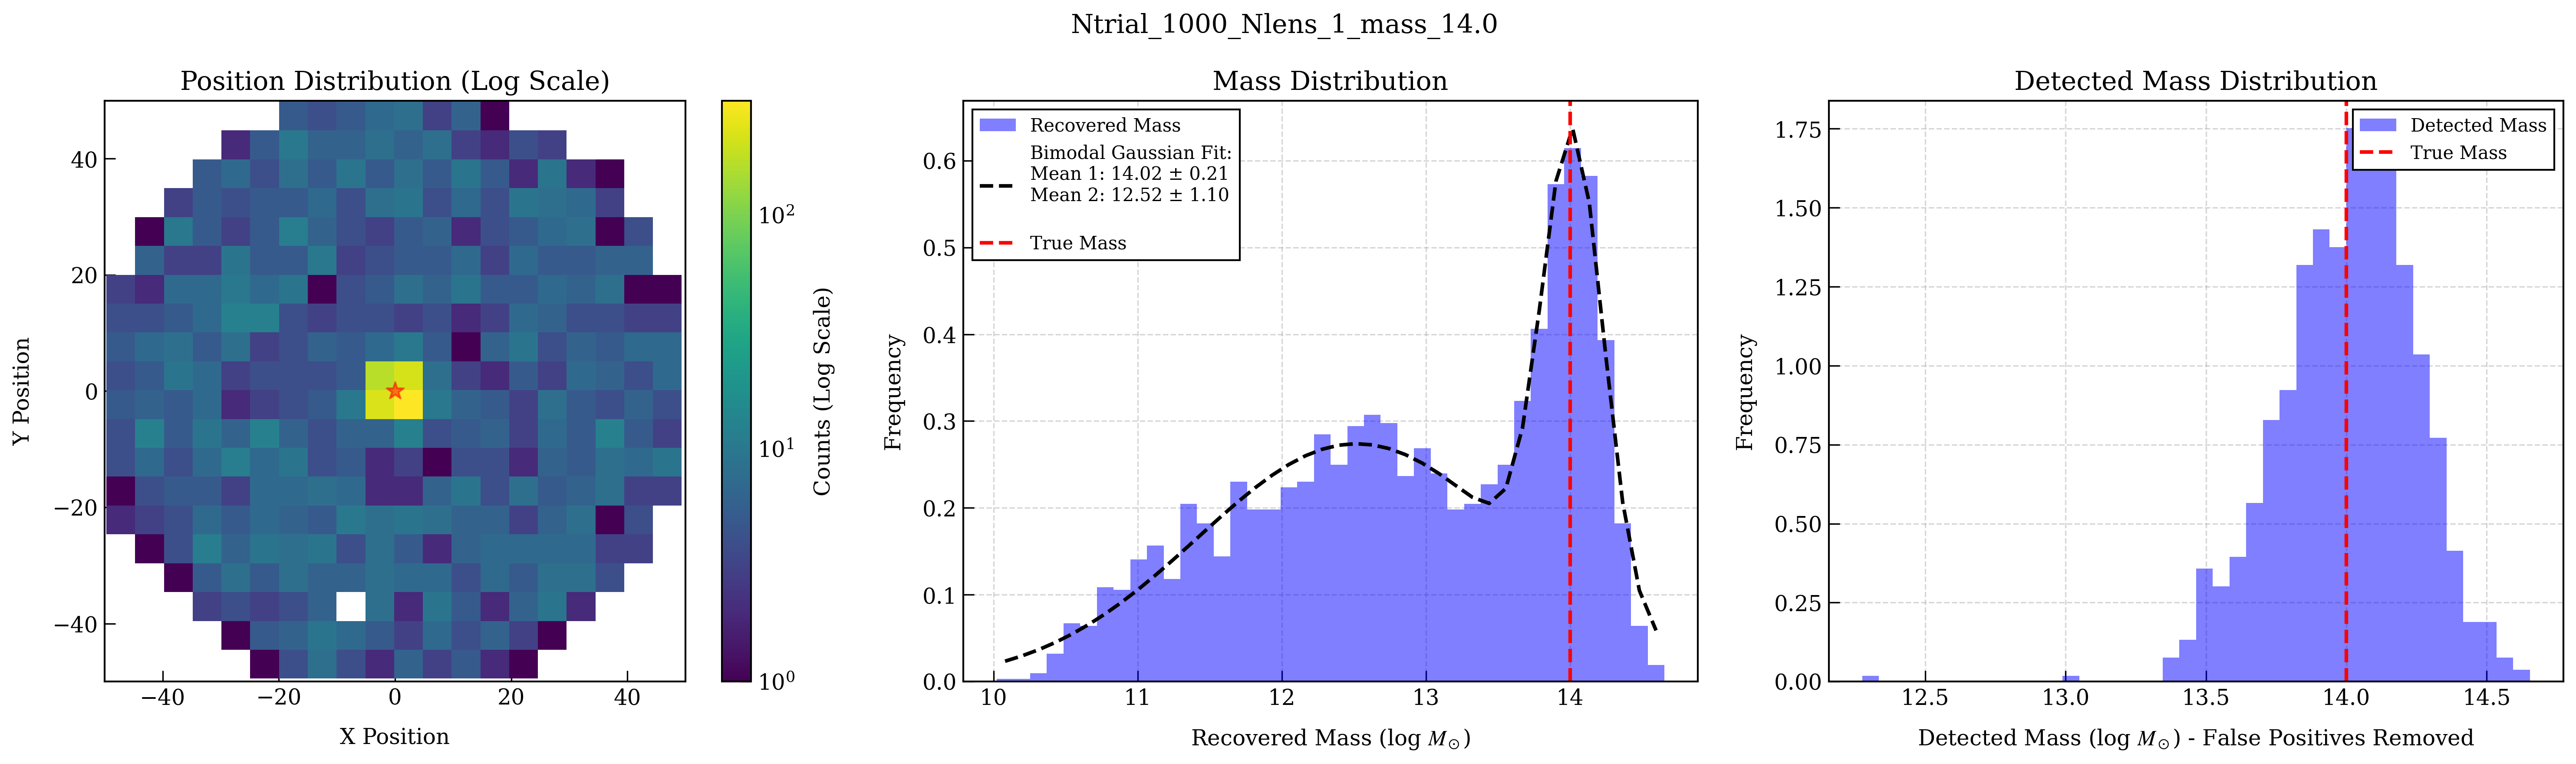 Ntrial_1000_Nlens_1_mass_14.0
Position Distribution (Log Scale)
Y Position
40
20
0
−20
−40
−40
−20
0
20
40
X Position
10²
10¹
10⁰
Counts (Log Scale)
Mass Distribution
Recovered Mass
Bimodal Gaussian Fit:
Mean 1: 14.02 ± 0.21
Mean 2: 12.52 ± 1.10
True Mass
Frequency
0.6
0.5
0.4
0.3
0.2
0.1
0.0
10
11
12
13
14
Recovered Mass (log M☉)
Detected Mass Distribution
Detected Mass
True Mass
Frequency
1.75
1.50
1.25
1.00
0.75
0.50
0.25
0.00
12.5
13.0
13.5
14.0
14.5
Detected Mass (log M☉) - False Positives Removed